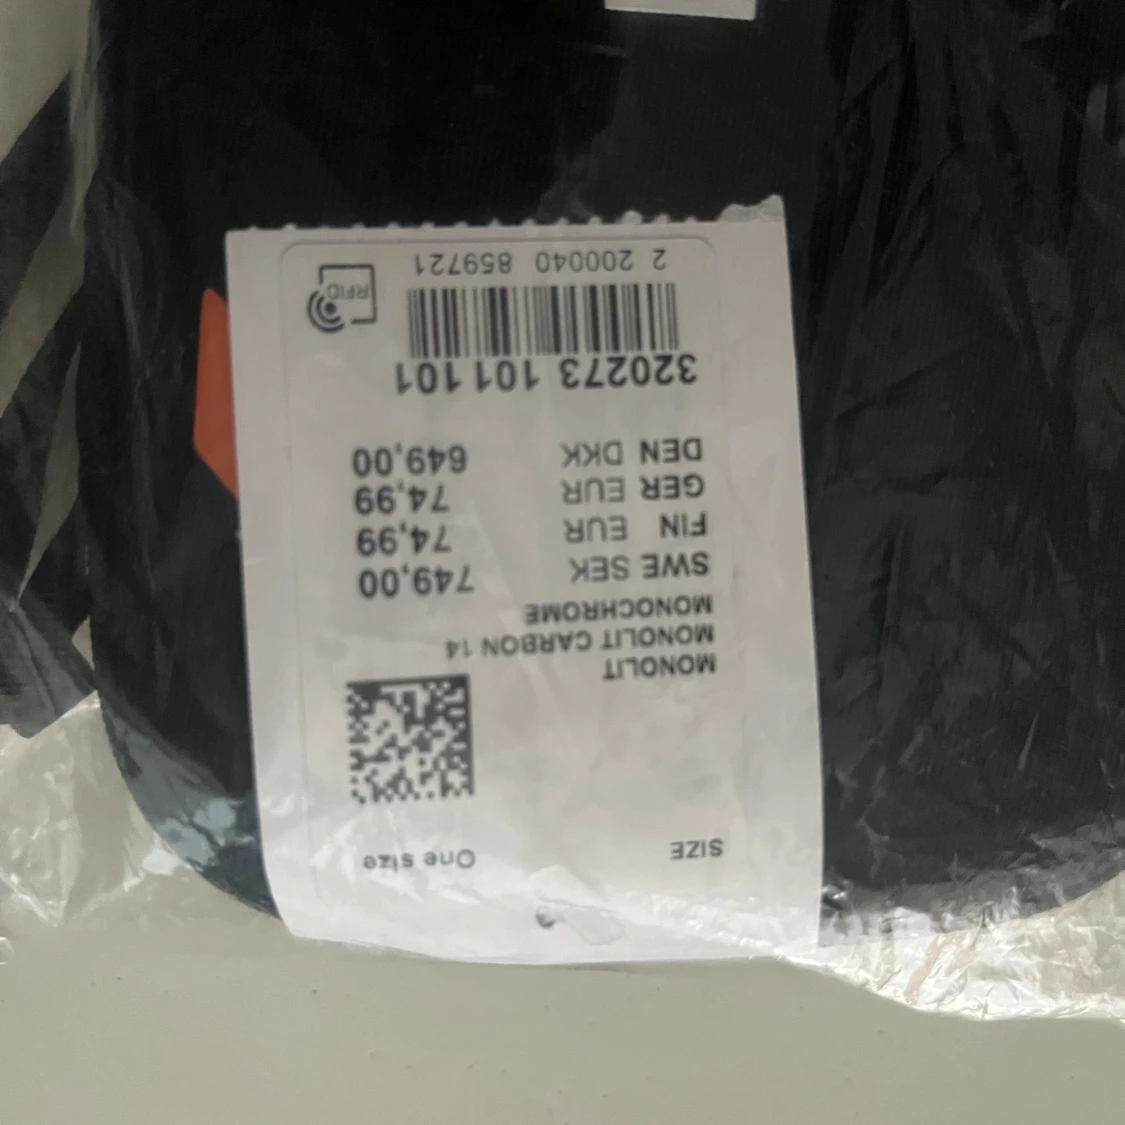 SIZE One size
MONOLIT
MONOLIT CARBON 14
MONOCHROME
SWE SEK 749,00
FIN EUR 74,99
GER EUR 74,99
DEN DKK 649,00
320273 101 101
2 200040 859721
RFID